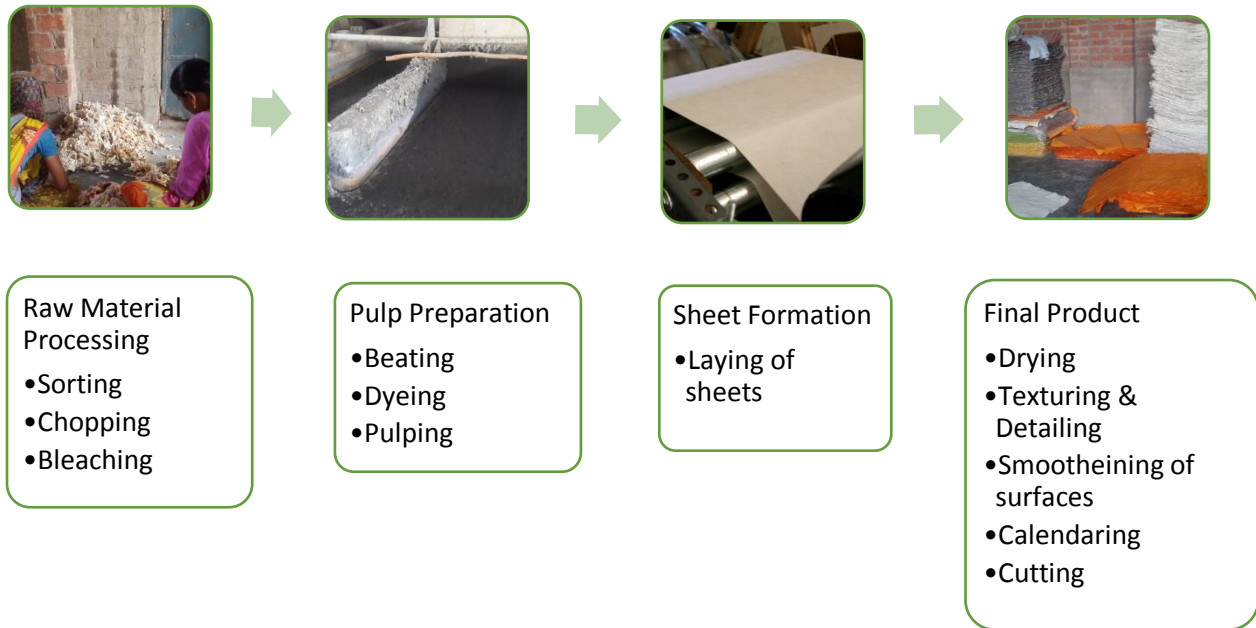 Raw Material
Processing
•Sorting
•Chopping
•Bleaching
Pulp Preparation
•Beating
•Dyeing
•Pulping
Sheet Formation
•Laying of
sheets
Final Product
•Drying
•Texturing &
Detailing
•Smootheining of
surfaces
•Calendaring
•Cutting